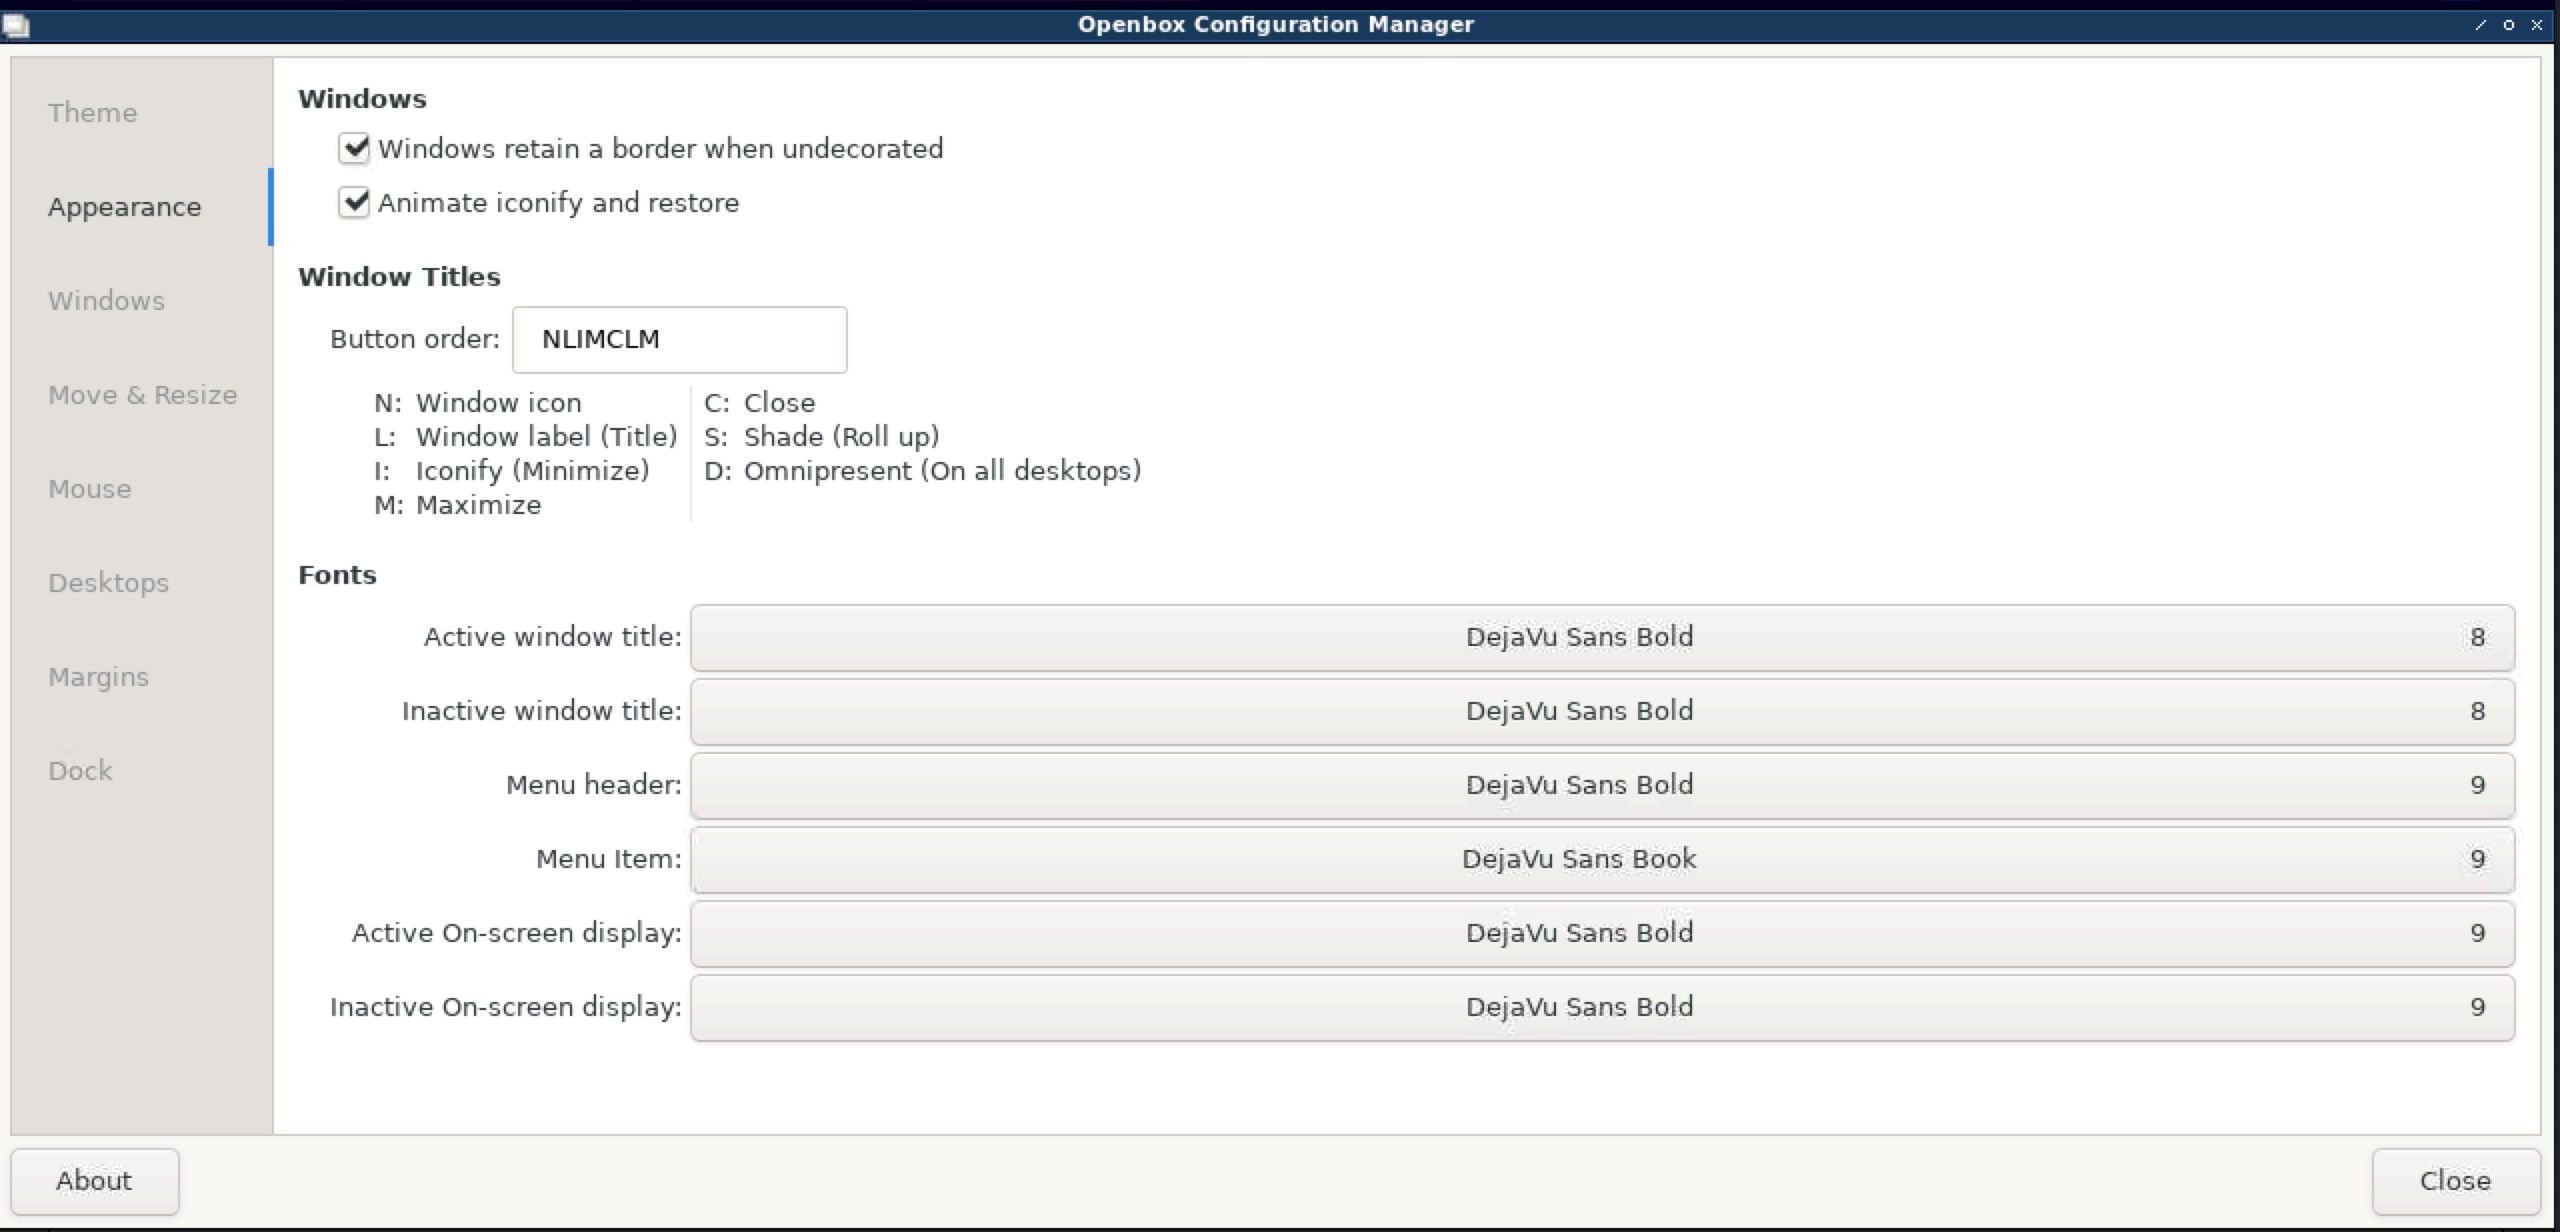 Openbox Configuration Manager
Theme
Appearance
Windows
Move & Resize
Mouse
Desktops
Margins
Dock
Windows
Windows retain a border when undecorated
Animate iconify and restore
Window Titles
Button order: NLIMCLM
N: Window icon
L: Window label (Title)
I: Iconify (Minimize)
M: Maximize
C: Close
S: Shade (Roll up)
D: Omnipresent (On all desktops)
Fonts
Active window title: DejaVu Sans Bold 8
Inactive window title: DejaVu Sans Bold 8
Menu header: DejaVu Sans Bold 9
Menu Item: DejaVu Sans Book 9
Active On-screen display: DejaVu Sans Bold 9
Inactive On-screen display: DejaVu Sans Bold 9
About
Close